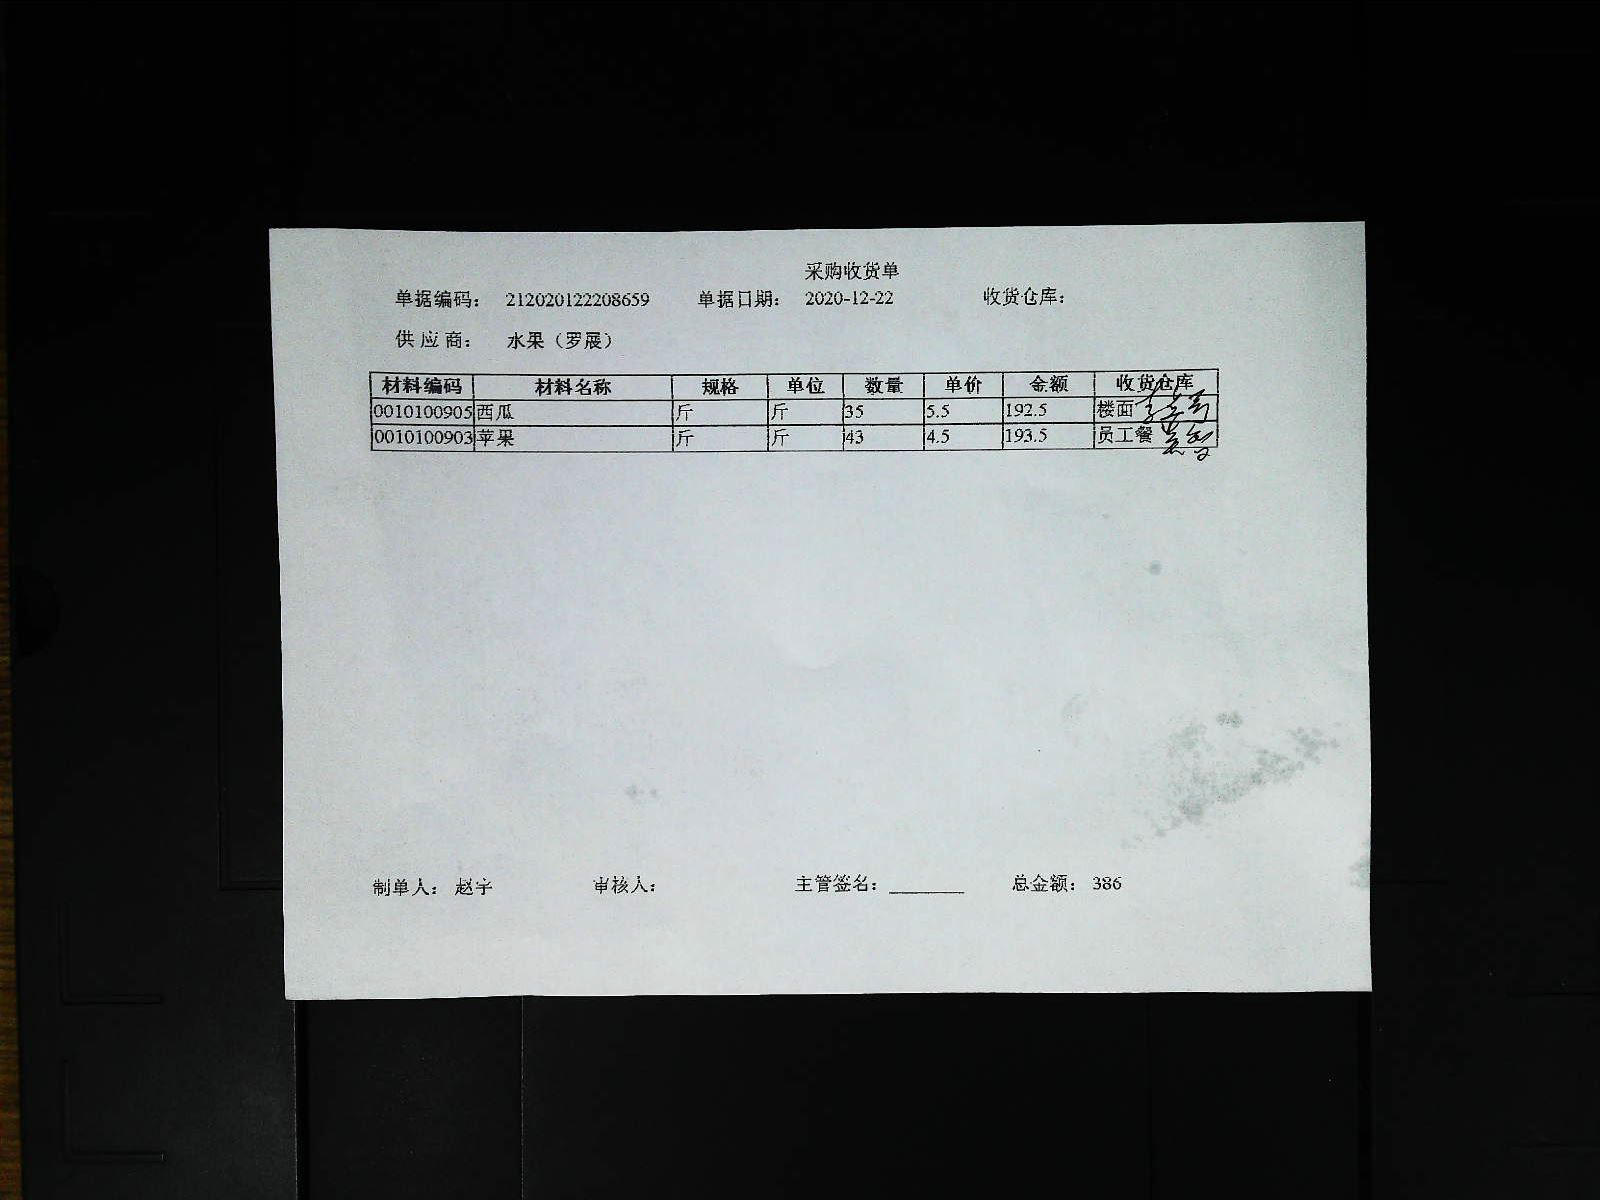 采购收货单
单据编码： 212020122208659 单据日期： 2020-12-22 收货仓库：
供应商： 水果（罗展）
材料编码 材料名称 规格 单位 数量 单价 金额 收货仓库
0010100905 西瓜 斤 斤 35 5.5 192.5 楼面
0010100903 苹果 斤 斤 43 4.5 193.5 员工餐
制单人： 赵宇 审核人： 主管签名：________ 总金额： 386